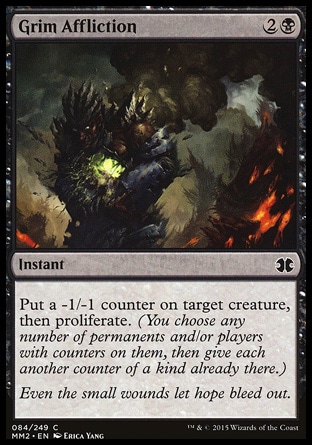 Grim Affliction 2
Instant
Put a -1/-1 counter on target creature,
then proliferate. (You choose any
number of permanents and/or players
with counters on them, then give each
another counter of a kind already there.)
Even the small wounds let hope bleed out.
084/249 C
MM2 • EN Erica Yang ™ & © 2015 Wizards of the Coast